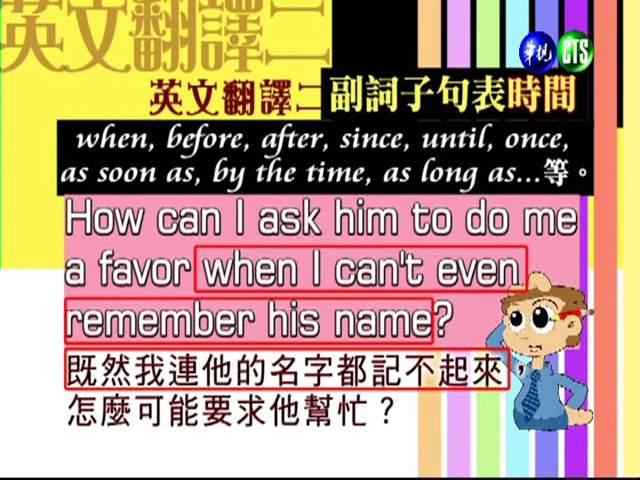 英文翻譯二
華視 CTS
英文翻譯二 副詞子句表時間
when, before, after, since, until, once,
as soon as, by the time, as long as...等。
How can I ask him to do me
a favor when I can't even
remember his name?
既然我連他的名字都記不起來，
怎麼可能要求他幫忙？